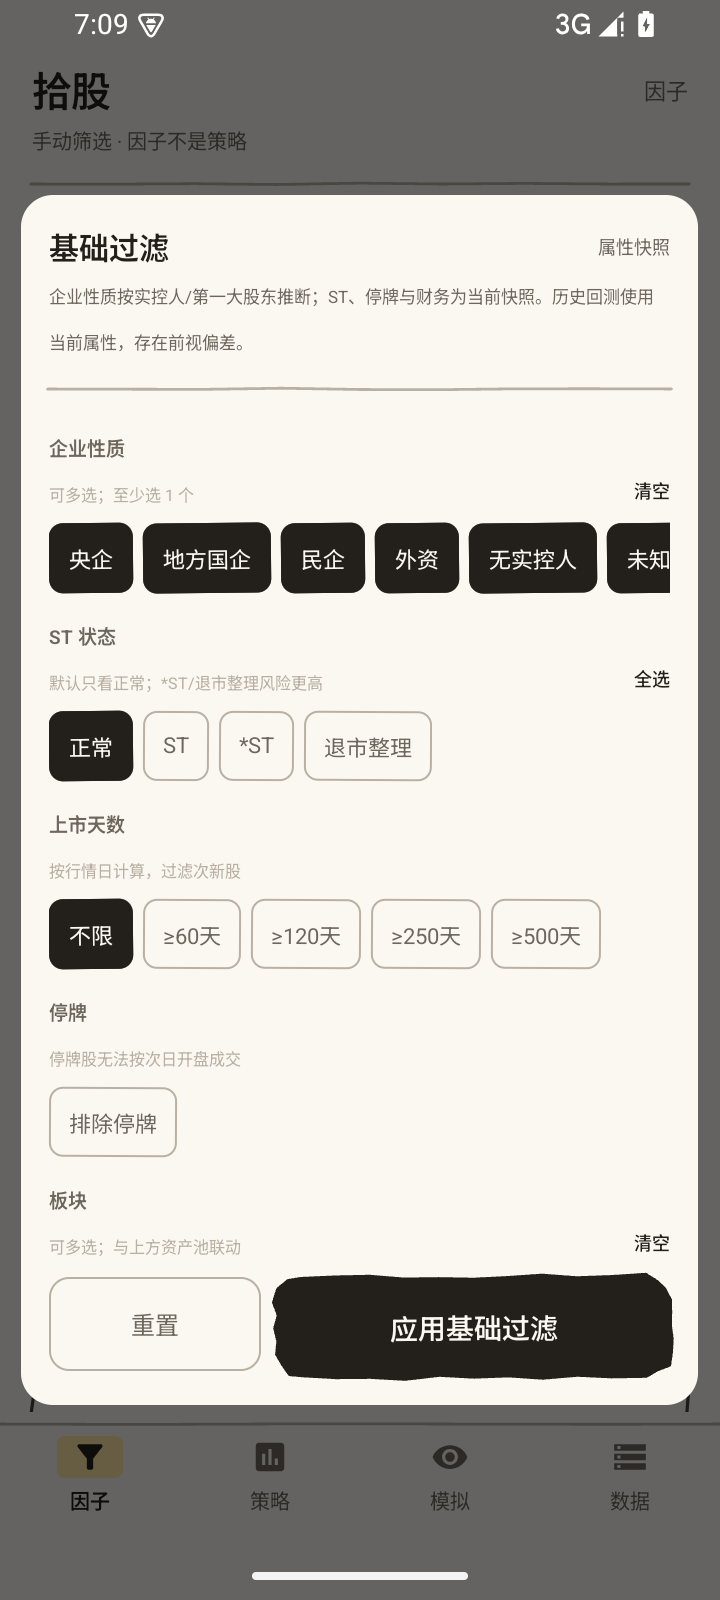 7:09
3G
拾股
因子
手动筛选 · 因子不是策略
基础过滤
属性快照
企业性质按实控人/第一大股东推断；ST、停牌与财务为当前快照。历史回测使用
当前属性，存在前视偏差。
企业性质
可多选；至少选 1 个
清空
央企
地方国企
民企
外资
无实控人
未知
ST 状态
默认只看正常；*ST/退市整理风险更高
全选
正常
ST
*ST
退市整理
上市天数
按行情日计算，过滤次新股
不限
≥60天
≥120天
≥250天
≥500天
停牌
停牌股无法按次日开盘成交
排除停牌
板块
可多选；与上方资产池联动
清空
重置
应用基础过滤
因子
策略
模拟
数据